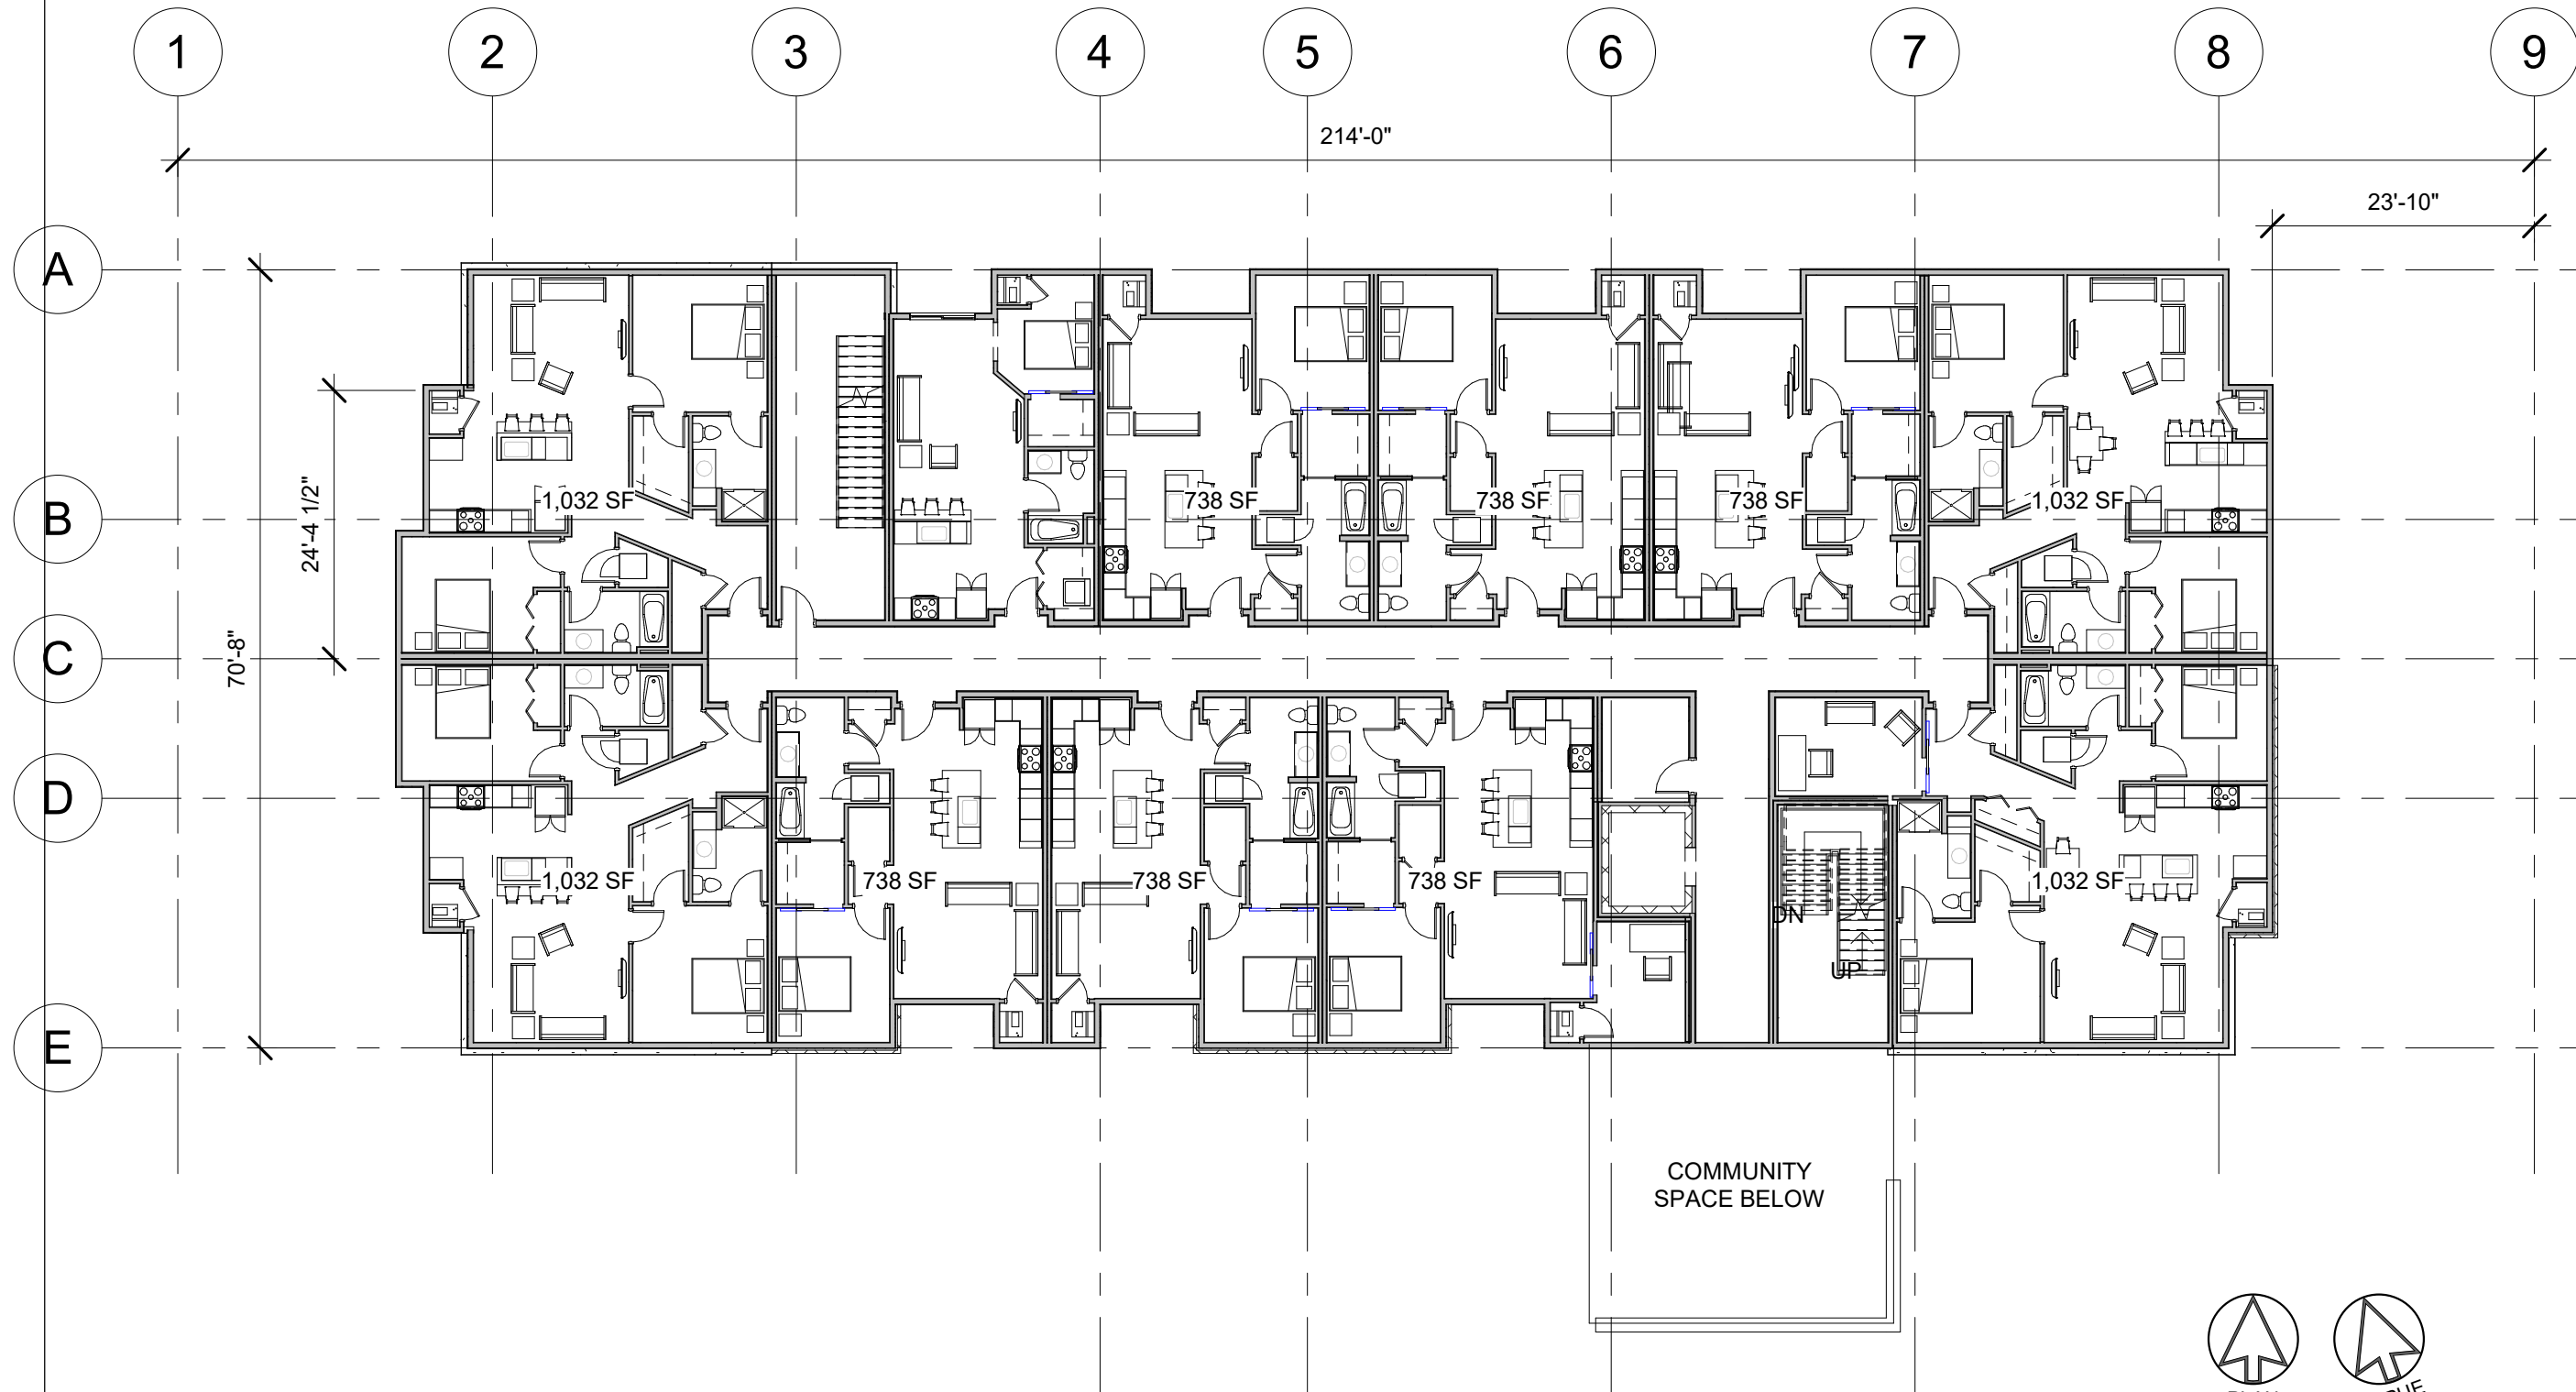 1 2 3 4 5 6 7 8 9
214'-0"
23'-10"
A
B
C
D
E
24'-4 1/2"
70'-8"
1,032 SF 738 SF 738 SF 738 SF 1,032 SF
1,032 SF 738 SF 738 SF 738 SF 1,032 SF
DN
UP
COMMUNITY
SPACE BELOW